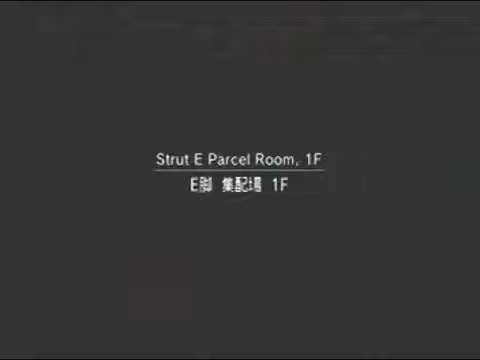 Strut E Parcel Room, 1F
E脚 集配場 1F